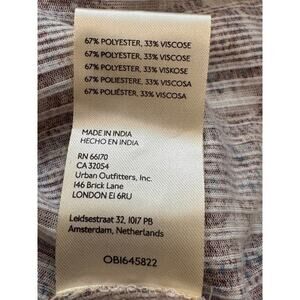 67% POLYESTER, 33% VISCOSE
67% POLYESTER, 33% VISCOSE
67% POLYESTER, 33% VISKOSE
67% POLIESTERE, 33% VISCOSA
67% POLIÉSTER, 33% VISCOSA
MADE IN INDIA
HECHO EN INDIA
RN 66170
CA 32054
Urban Outfitters, Inc.
146 Brick Lane
LONDON E1 6RU
Leidsestraat 32, 1017 PB
Amsterdam, Netherlands
OB1645822